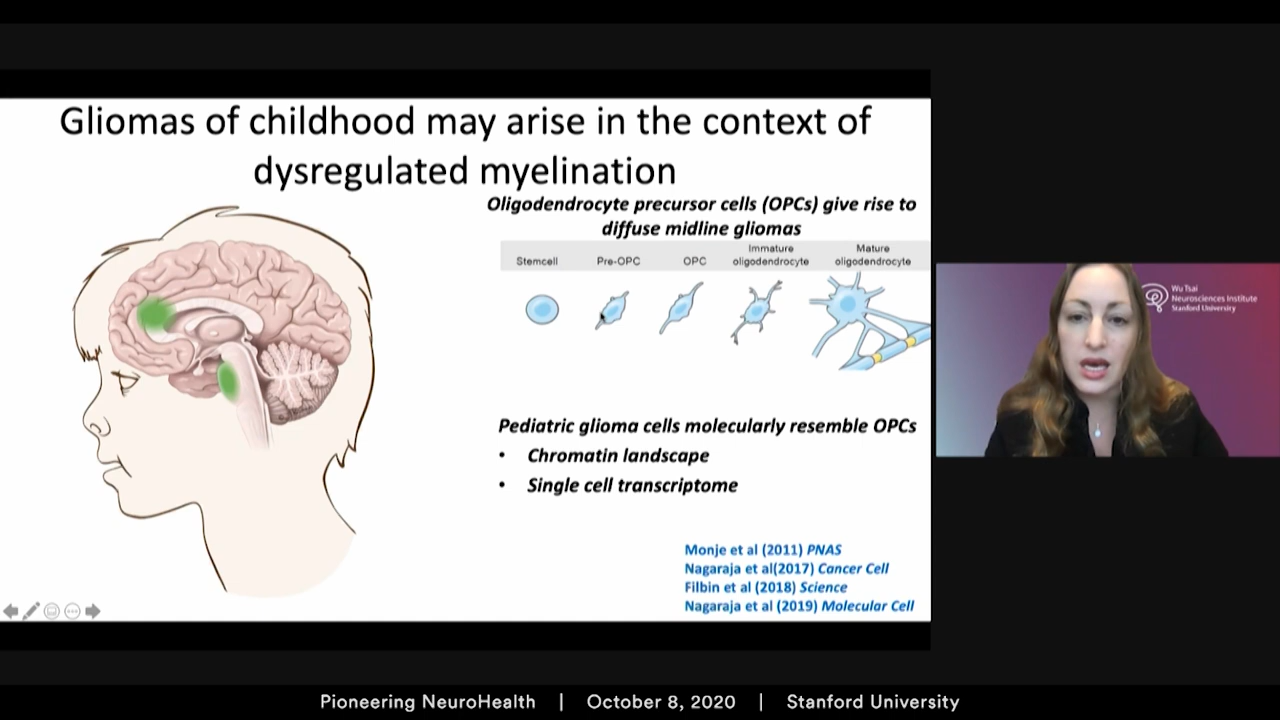 Gliomas of childhood may arise in the context of
dysregulated myelination
Oligodendrocyte precursor cells (OPCs) give rise to
diffuse midline gliomas
Stemcell
Pre-OPC
OPC
Immature
oligodendrocyte
Mature
oligodendrocyte
Pediatric glioma cells molecularly resemble OPCs
• Chromatin landscape
• Single cell transcriptome
Monje et al (2011) PNAS
Nagaraja et al(2017) Cancer Cell
Filbin et al (2018) Science
Nagaraja et al (2019) Molecular Cell
Wu Tsai
Neurosciences Institute
Stanford University
Pioneering NeuroHealth | October 8, 2020 | Stanford University